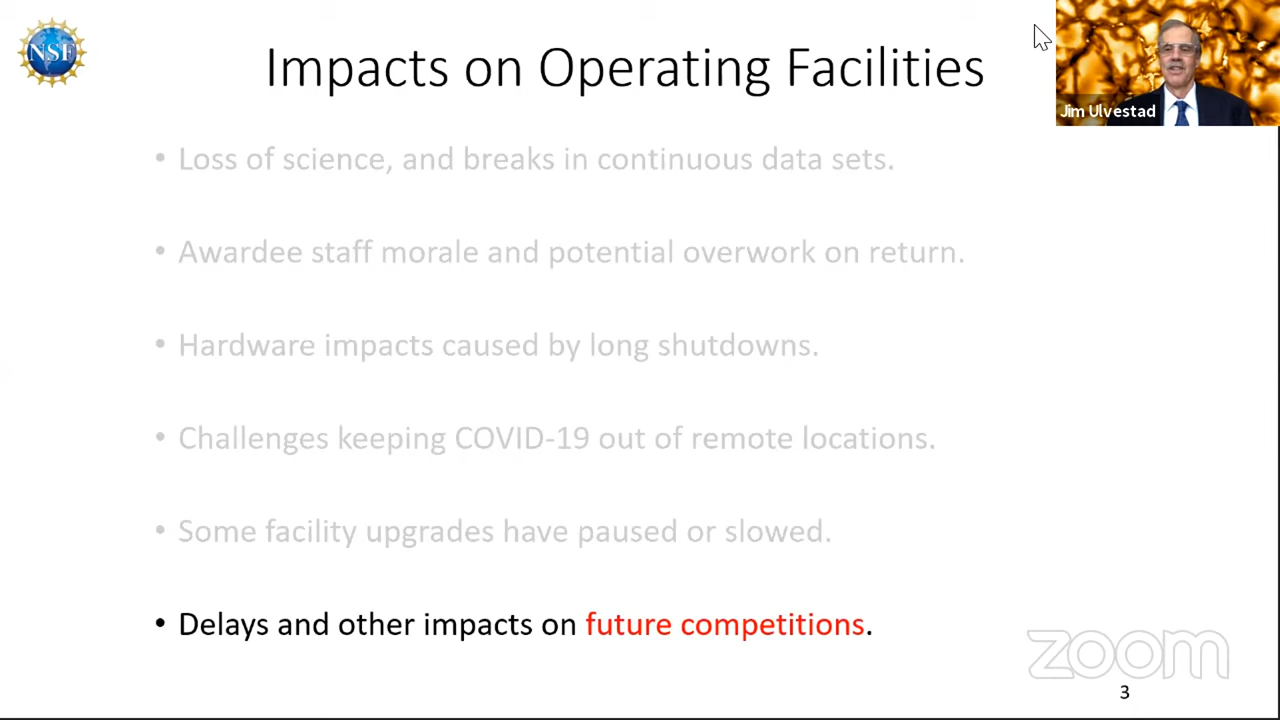 NSF
Impacts on Operating Facilities
Jim Ulvestad
• Loss of science, and breaks in continuous data sets.
• Awardee staff morale and potential overwork on return.
• Hardware impacts caused by long shutdowns.
• Challenges keeping COVID-19 out of remote locations.
• Some facility upgrades have paused or slowed.
• Delays and other impacts on future competitions.
zoom
3